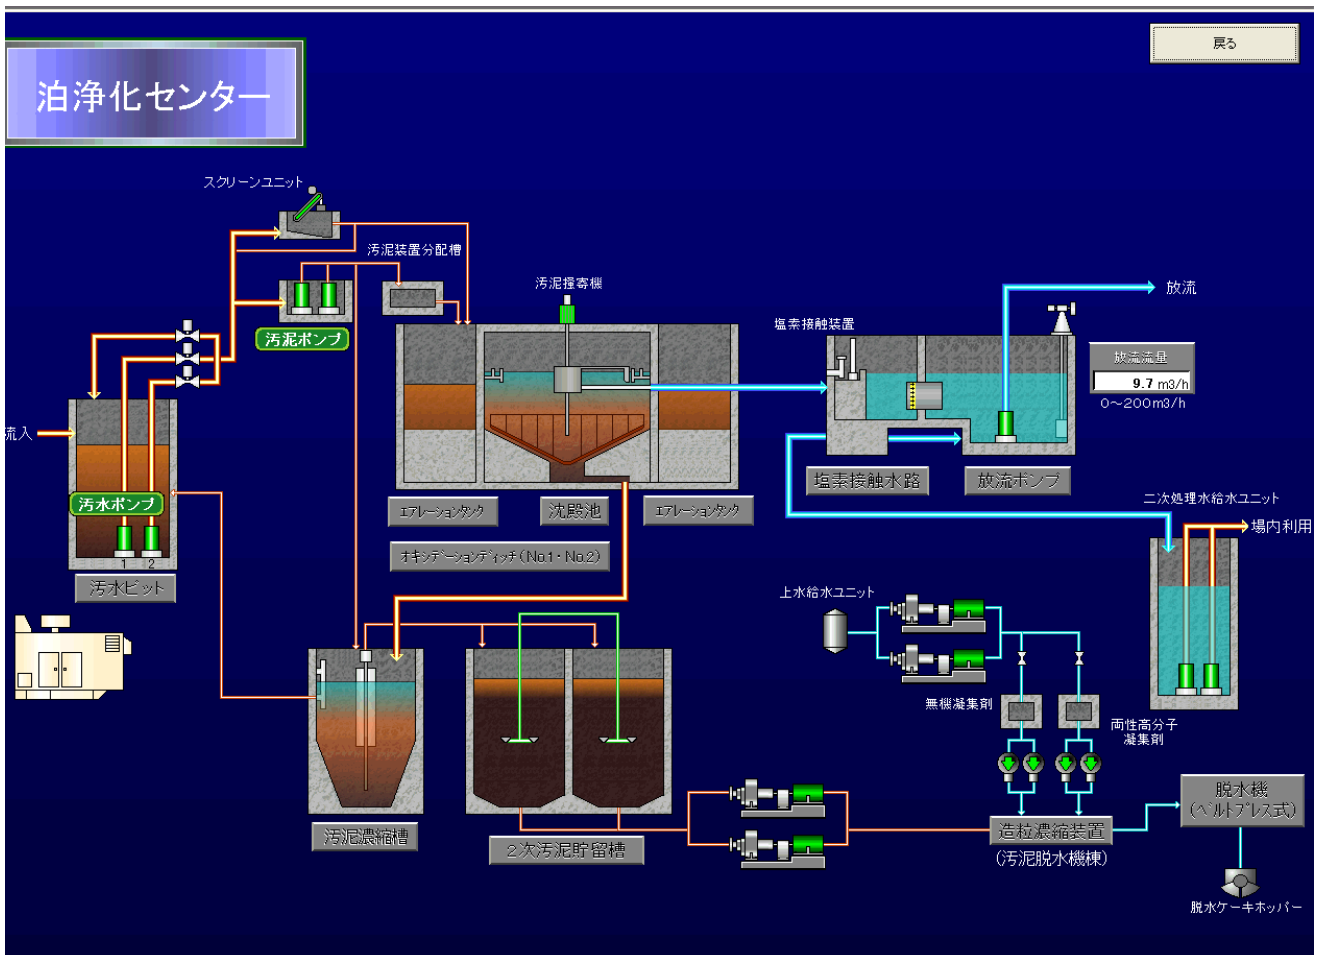 戻る
泊浄化センター
スクリーンユニット
汚泥装置分配槽
汚泥掻寄機
放流
塩素接触装置
汚泥ポンプ
放流流量
9.7 m3/h
0～200m3/h
流入
汚水ポンプ
塩素接触水路
放流ポンプ
二次処理水給水ユニット
エアレーションタンク
沈殿池
エアレーションタンク
場内利用
オキシデーションディッチ(No.1・No.2)
1 2
汚水ピット
上水給水ユニット
無機凝集剤
両性高分子
凝集剤
脱水機
(ベルトプレス式)
造粒濃縮装置
(汚泥脱水機棟)
汚泥濃縮槽
2次汚泥貯留槽
脱水ケーキホッパー